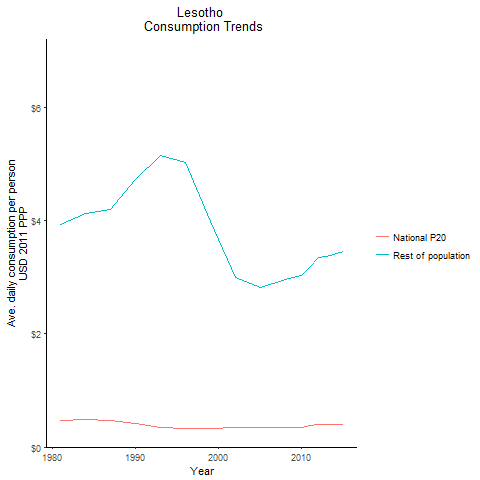 Lesotho
Consumption Trends
Ave. daily consumption per person
USD 2011 PPP
$6
$4
$2
$0
1980 1990 2000 2010
Year
National P20
Rest of population